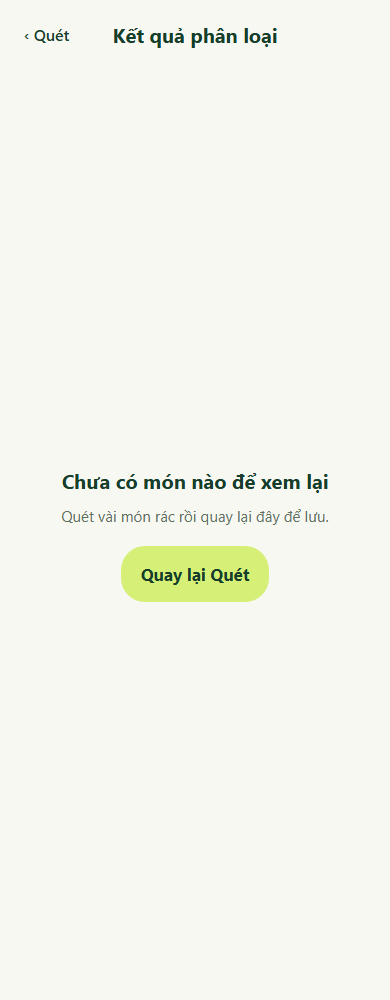 ‹ Quét
Kết quả phân loại
Chưa có món nào để xem lại
Quét vài món rác rồi quay lại đây để lưu.
Quay lại Quét